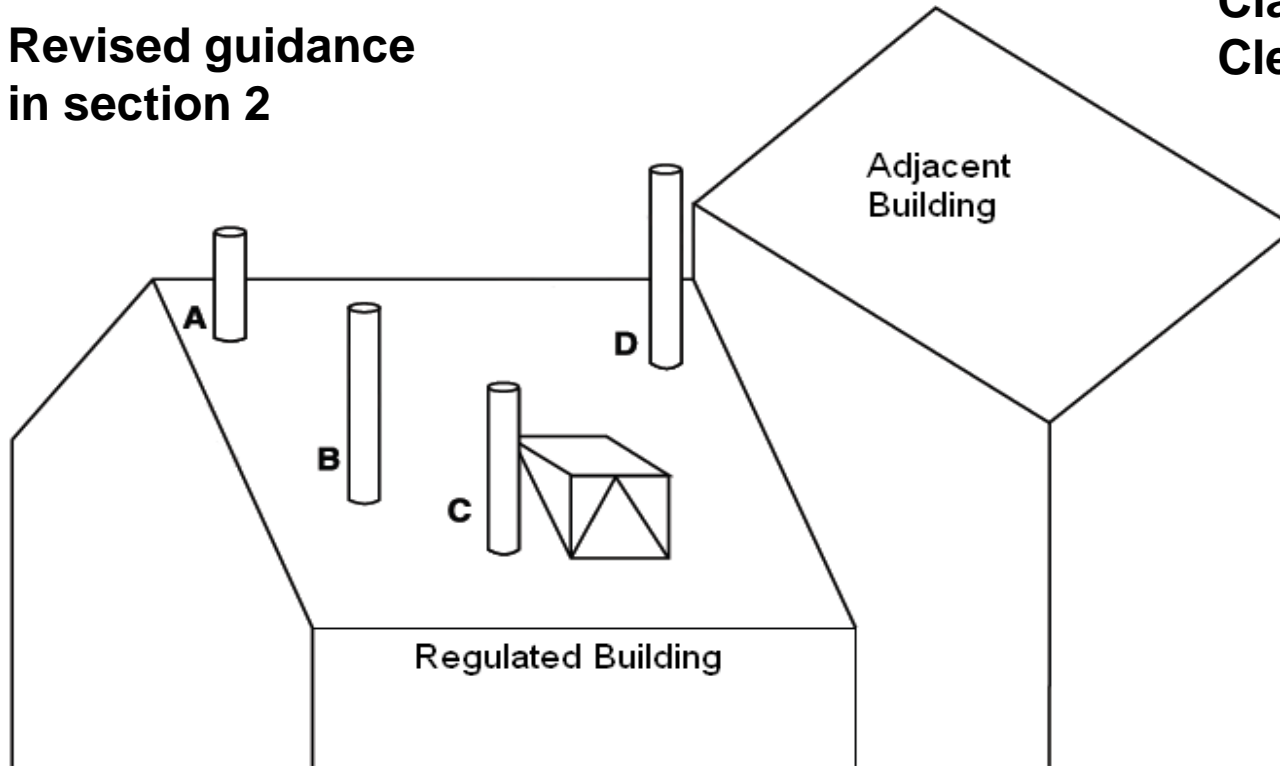 Revised guidance
in section 2
Adjacent
Building
A
D
B
C
Regulated Building